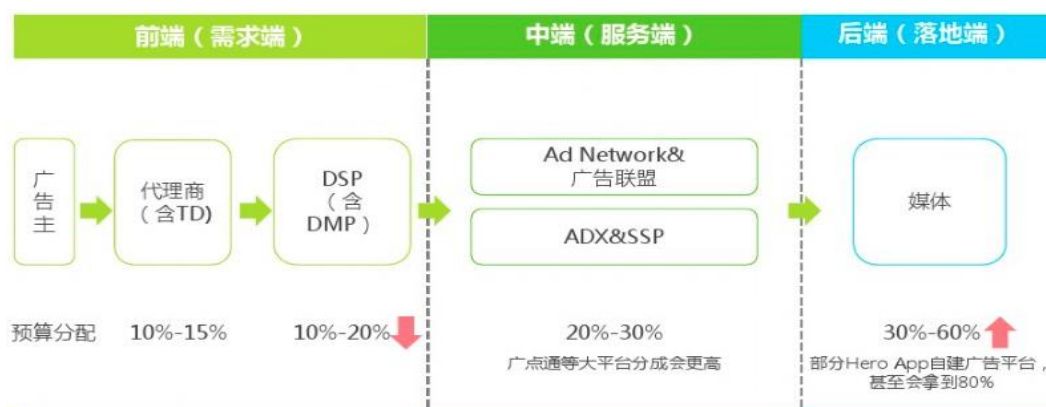 前端（需求端）
中端（服务端）
后端（落地端）
广
告
主
代理商
（含TD）
DSP
（含
DMP）
Ad Network&
广告联盟
ADX&SSP
媒体
预算分配
10%-15%
10%-20%
20%-30%
广点通等大平台分成会更高
30%-60%
部分Hero App自建广告平台，
甚至会拿到80%